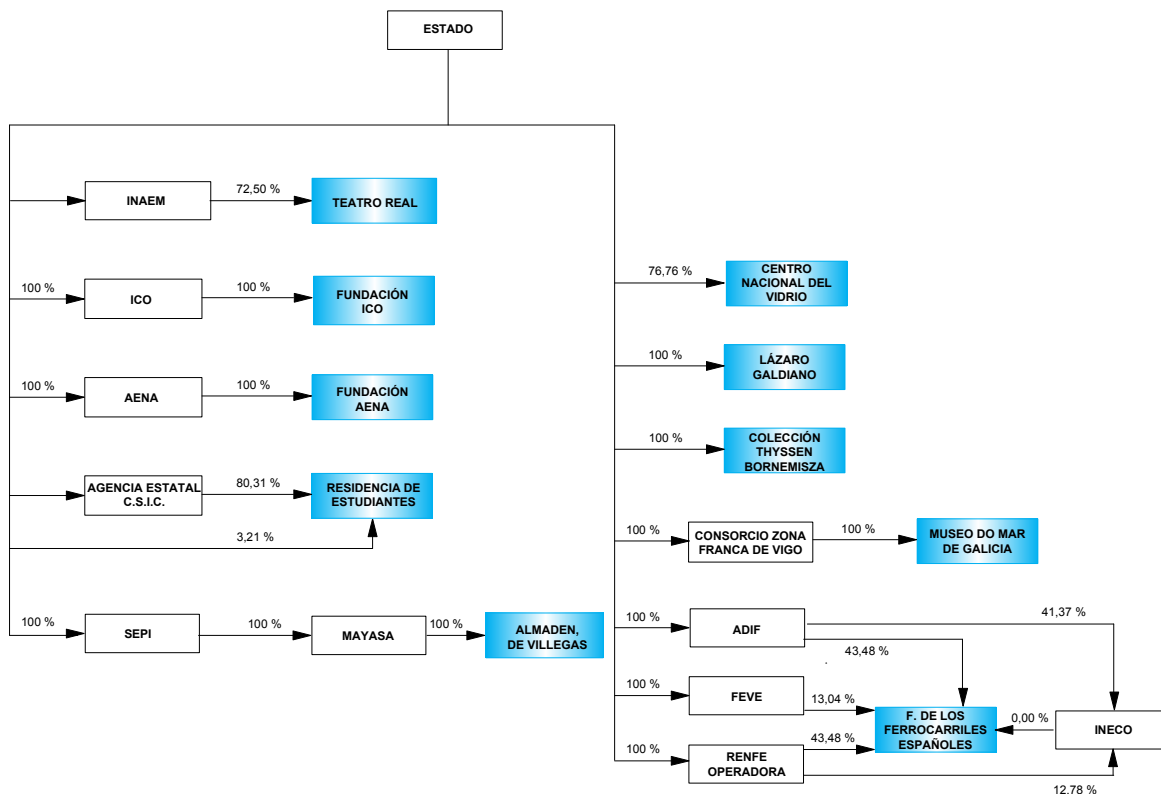 ESTADO
INAEM
72,50 %
TEATRO REAL
100 %
ICO
100 %
FUNDACIÓN
ICO
100 %
AENA
100 %
FUNDACIÓN
AENA
AGENCIA ESTATAL
C.S.I.C.
80,31 %
RESIDENCIA DE
ESTUDIANTES
3,21 %
100 %
SEPI
100 %
MAYASA
100 %
ALMADEN,
DE VILLEGAS
76,76 %
CENTRO
NACIONAL DEL
VIDRIO
100 %
LÁZARO
GALDIANO
100 %
COLECCIÓN
THYSSEN
BORNEMISZA
100 %
CONSORCIO ZONA
FRANCA DE VIGO
100 %
MUSEO DO MAR
DE GALICIA
100 %
ADIF
41,37 %
43,48 %
100 %
FEVE
13,04 %
F. DE LOS
FERROCARRILES
ESPAÑOLES
0,00 %
INECO
100 %
RENFE
OPERADORA
43,48 %
12,78 %